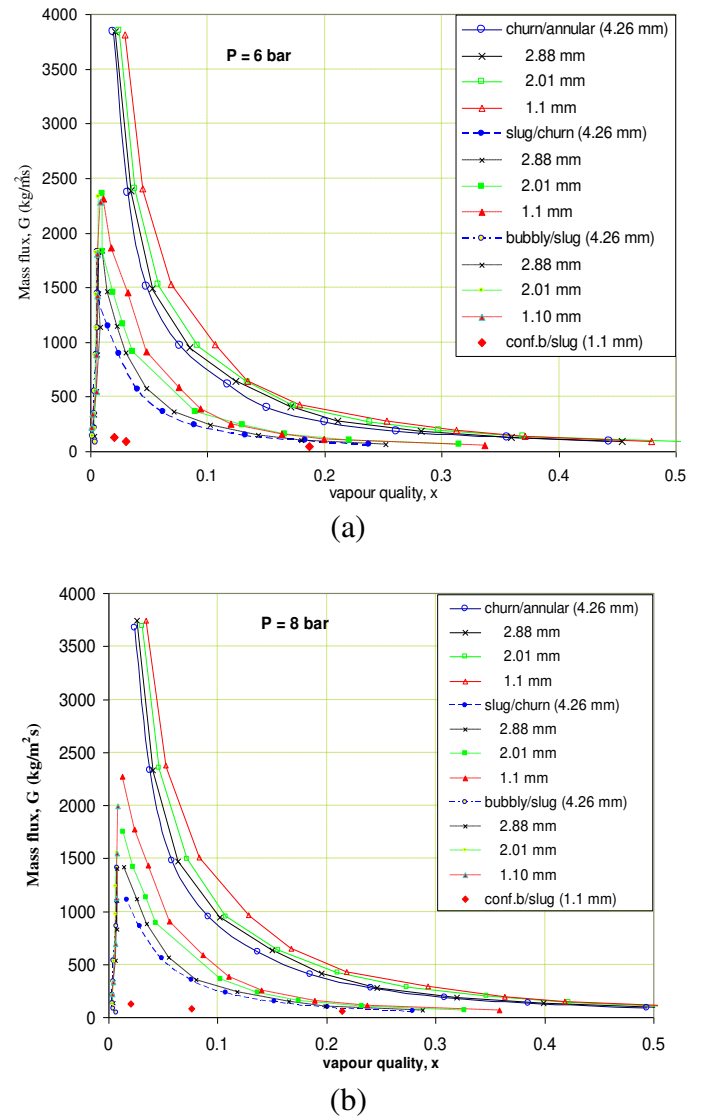 4000
3500
3000
2500
2000
1500
1000
500
0
Mass flux, G (kg/m²s)
P = 6 bar
churn/annular (4.26 mm)
2.88 mm
2.01 mm
1.1 mm
slug/churn (4.26 mm)
2.88 mm
2.01 mm
1.1 mm
bubbly/slug (4.26 mm)
2.88 mm
2.01 mm
1.10 mm
conf.b/slug (1.1 mm)
0 0.1 0.2 0.3 0.4 0.5
vapour quality, x
(a)
4000
3500
3000
2500
2000
1500
1000
500
0
Mass flux, G (kg/m²s)
P = 8 bar
churn/annular (4.26 mm)
2.88 mm
2.01 mm
1.1 mm
slug/churn (4.26 mm)
2.88 mm
2.01 mm
1.1 mm
bubbly/slug (4.26 mm)
2.88 mm
2.01 mm
1.10 mm
conf.b/slug (1.1 mm)
0 0.1 0.2 0.3 0.4 0.5
vapour quality, x
(b)